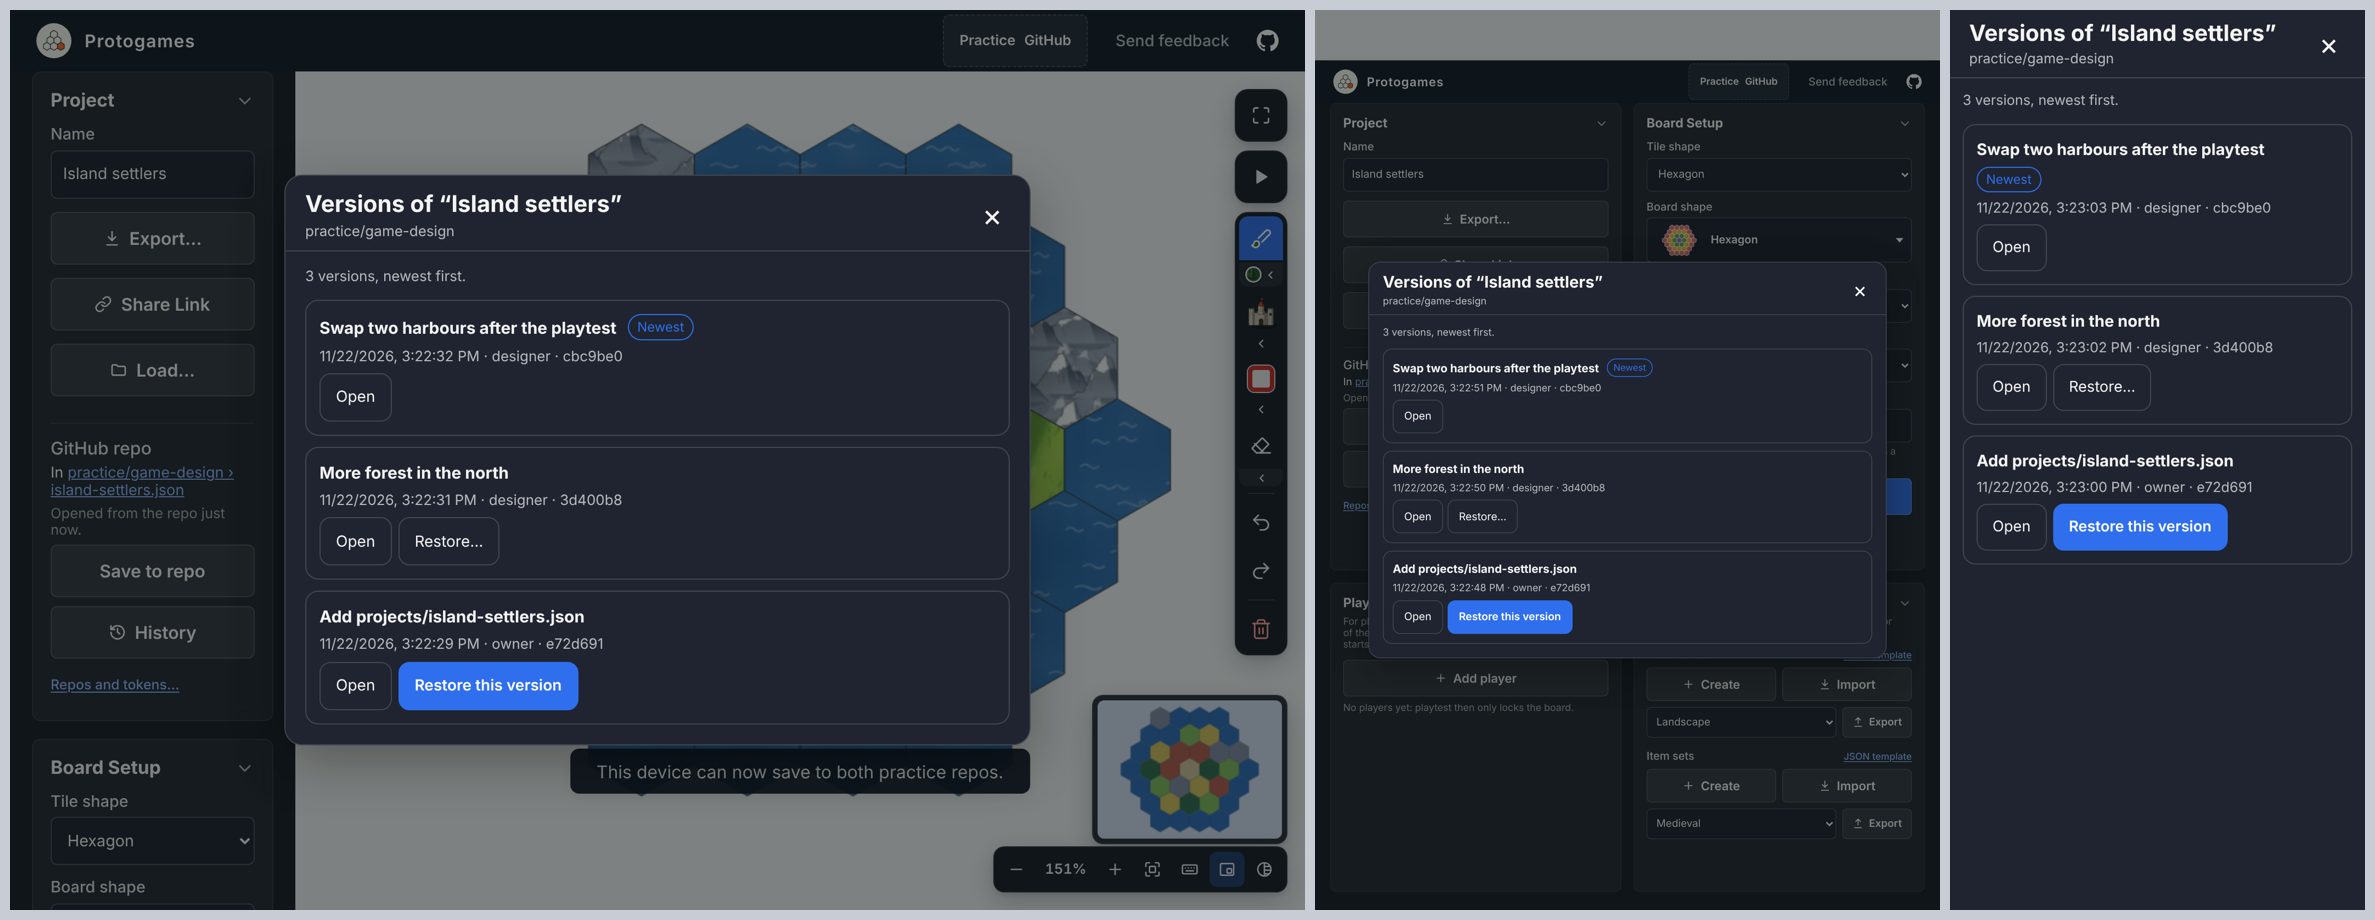 Protogames
Practice GitHub
Send feedback
Project
Name
Island settlers
Export...
Share Link
Load...
GitHub repo
In practice/game-design ›
island-settlers.json
Opened from the repo just
now.
Save to repo
History
Repos and tokens...
Board Setup
Tile shape
Hexagon
Board shape
Versions of “Island settlers”
practice/game-design
3 versions, newest first.
Swap two harbours after the playtest Newest
11/22/2026, 3:22:32 PM · designer · cbc9be0
Open
More forest in the north
11/22/2026, 3:22:31 PM · designer · 3d400b8
Open Restore...
Add projects/island-settlers.json
11/22/2026, 3:22:29 PM · owner · e72d691
Open Restore this version
This device can now save to both practice repos.
151%
Protogames
Practice GitHub
Send feedback
Project
Name
Island settlers
Export...
Board Setup
Tile shape
Hexagon
Board shape
Hexagon
In
Versions of “Island settlers”
practice/game-design
3 versions, newest first.
Swap two harbours after the playtest Newest
11/22/2026, 3:22:51 PM · designer · cbc9be0
Open
More forest in the north
11/22/2026, 3:22:50 PM · designer · 3d400b8
Open Restore...
Add projects/island-settlers.json
11/22/2026, 3:22:48 PM · owner · e72d691
Open Restore this version
Add player
No players yet: playtest then only locks the board.
Create Import
Landscape Export
Item sets JSON template
Create Import
Medieval Export
Versions of “Island settlers”
practice/game-design
3 versions, newest first.
Swap two harbours after the playtest
Newest
11/22/2026, 3:23:03 PM · designer · cbc9be0
Open
More forest in the north
11/22/2026, 3:23:02 PM · designer · 3d400b8
Open Restore...
Add projects/island-settlers.json
11/22/2026, 3:23:00 PM · owner · e72d691
Open Restore this version